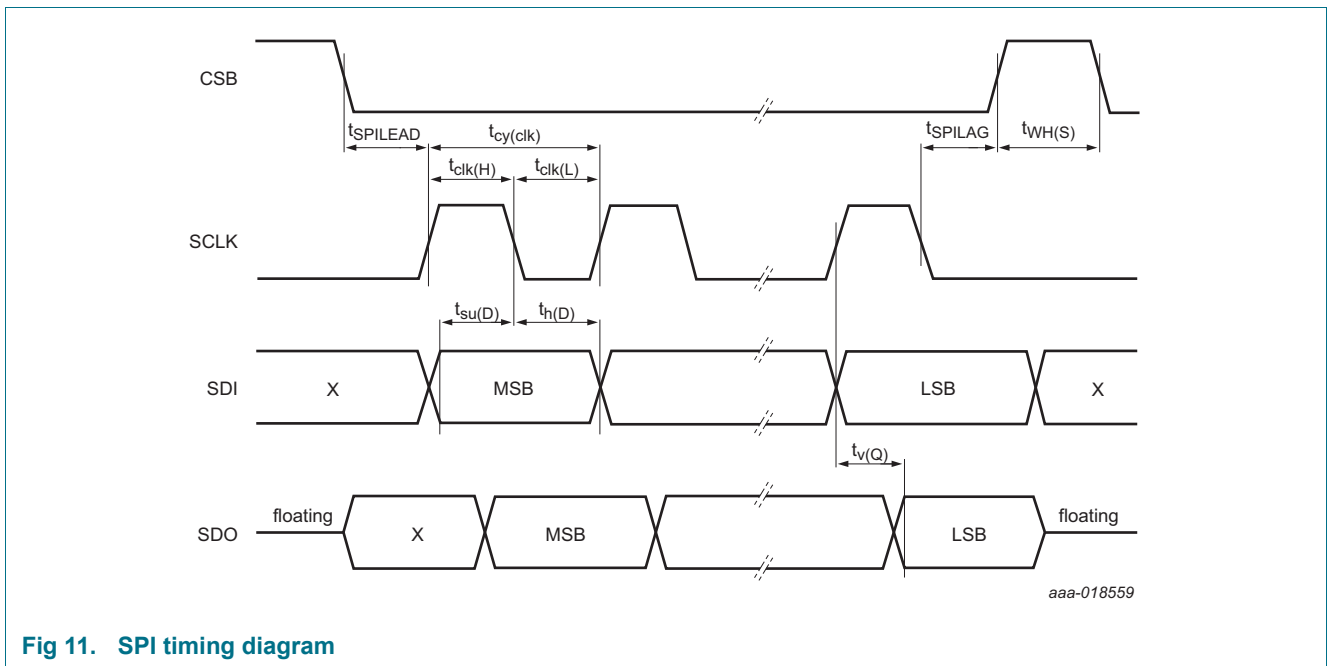 CSB
tSPILEAD
tcy(clk)
tSPILAG
tWH(S)
tclk(H)
tclk(L)
SCLK
tsu(D)
th(D)
SDI
X
MSB
LSB
X
tv(Q)
SDO
floating
X
MSB
LSB
floating
aaa-018559
Fig 11. SPI timing diagram